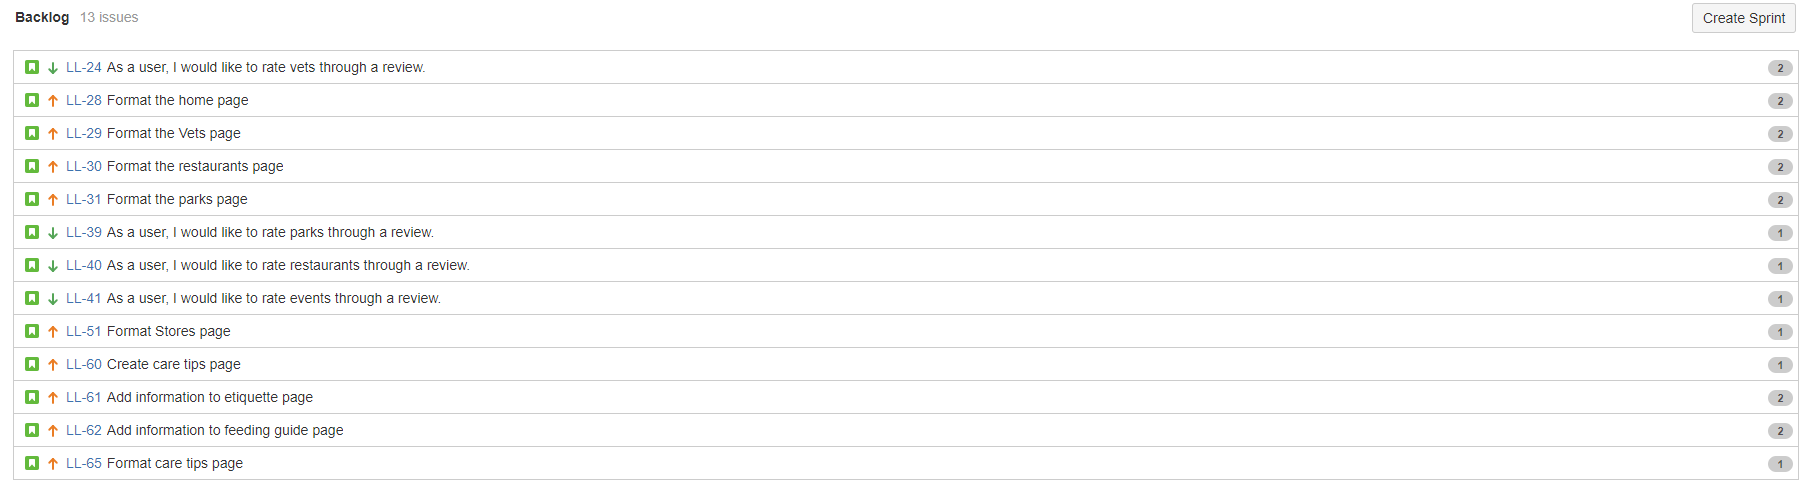 Backlog 13 issues Create Sprint
LL-24 As a user, I would like to rate vets through a review. 2
LL-28 Format the home page 2
LL-29 Format the Vets page 2
LL-30 Format the restaurants page 2
LL-31 Format the parks page 2
LL-39 As a user, I would like to rate parks through a review. 1
LL-40 As a user, I would like to rate restaurants through a review. 1
LL-41 As a user, I would like to rate events through a review. 1
LL-51 Format Stores page 1
LL-60 Create care tips page 1
LL-61 Add information to etiquette page 2
LL-62 Add information to feeding guide page 2
LL-65 Format care tips page 1